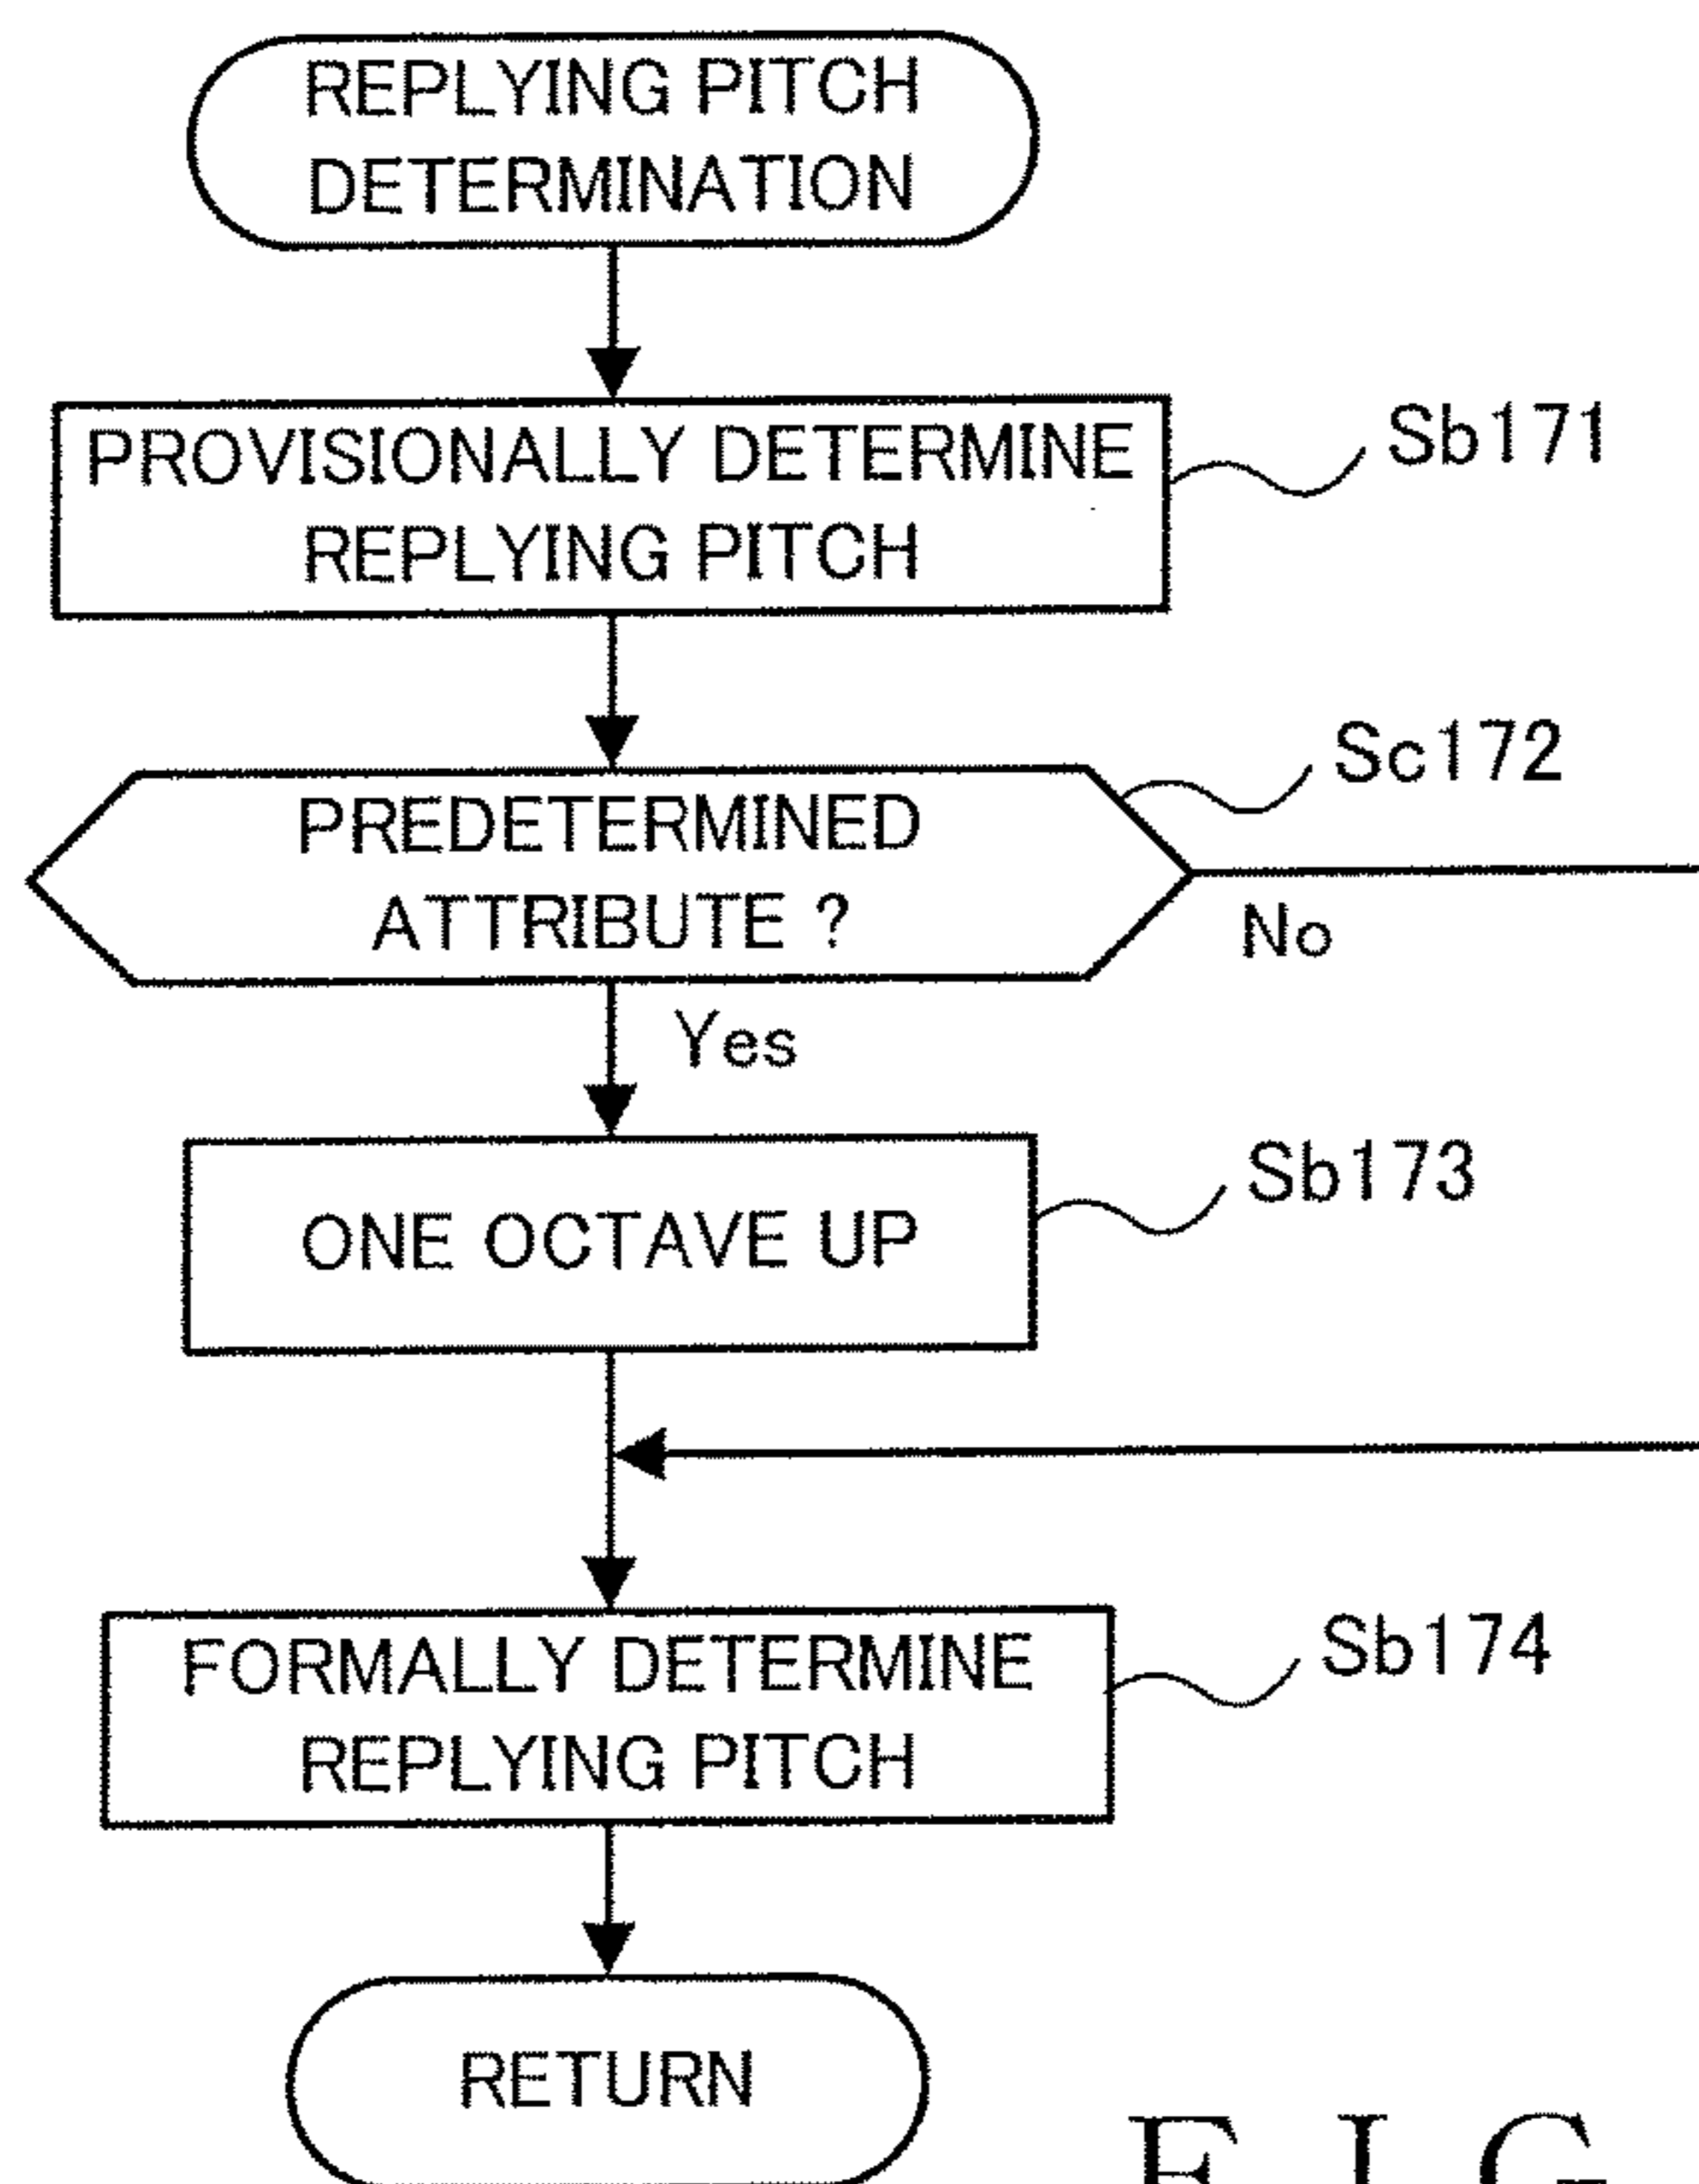 REPLYING PITCH
DETERMINATION
PROVISIONALLY DETERMINE
REPLYING PITCH
Sb171
PREDETERMINED
ATTRIBUTE ?
Sc172
No
Yes
ONE OCTAVE UP
Sb173
FORMALLY DETERMINE
REPLYING PITCH
Sb174
RETURN
FIG